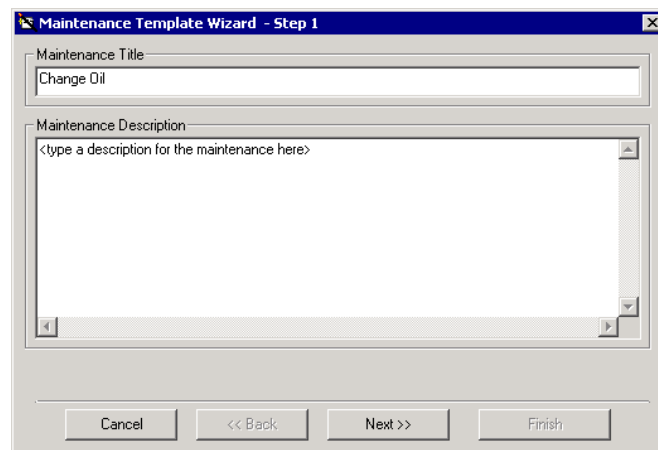 Maintenance Template Wizard - Step 1
Maintenance Title
Change Oil
Maintenance Description
<type a description for the maintenance here>
Cancel
<< Back
Next >>
Finish